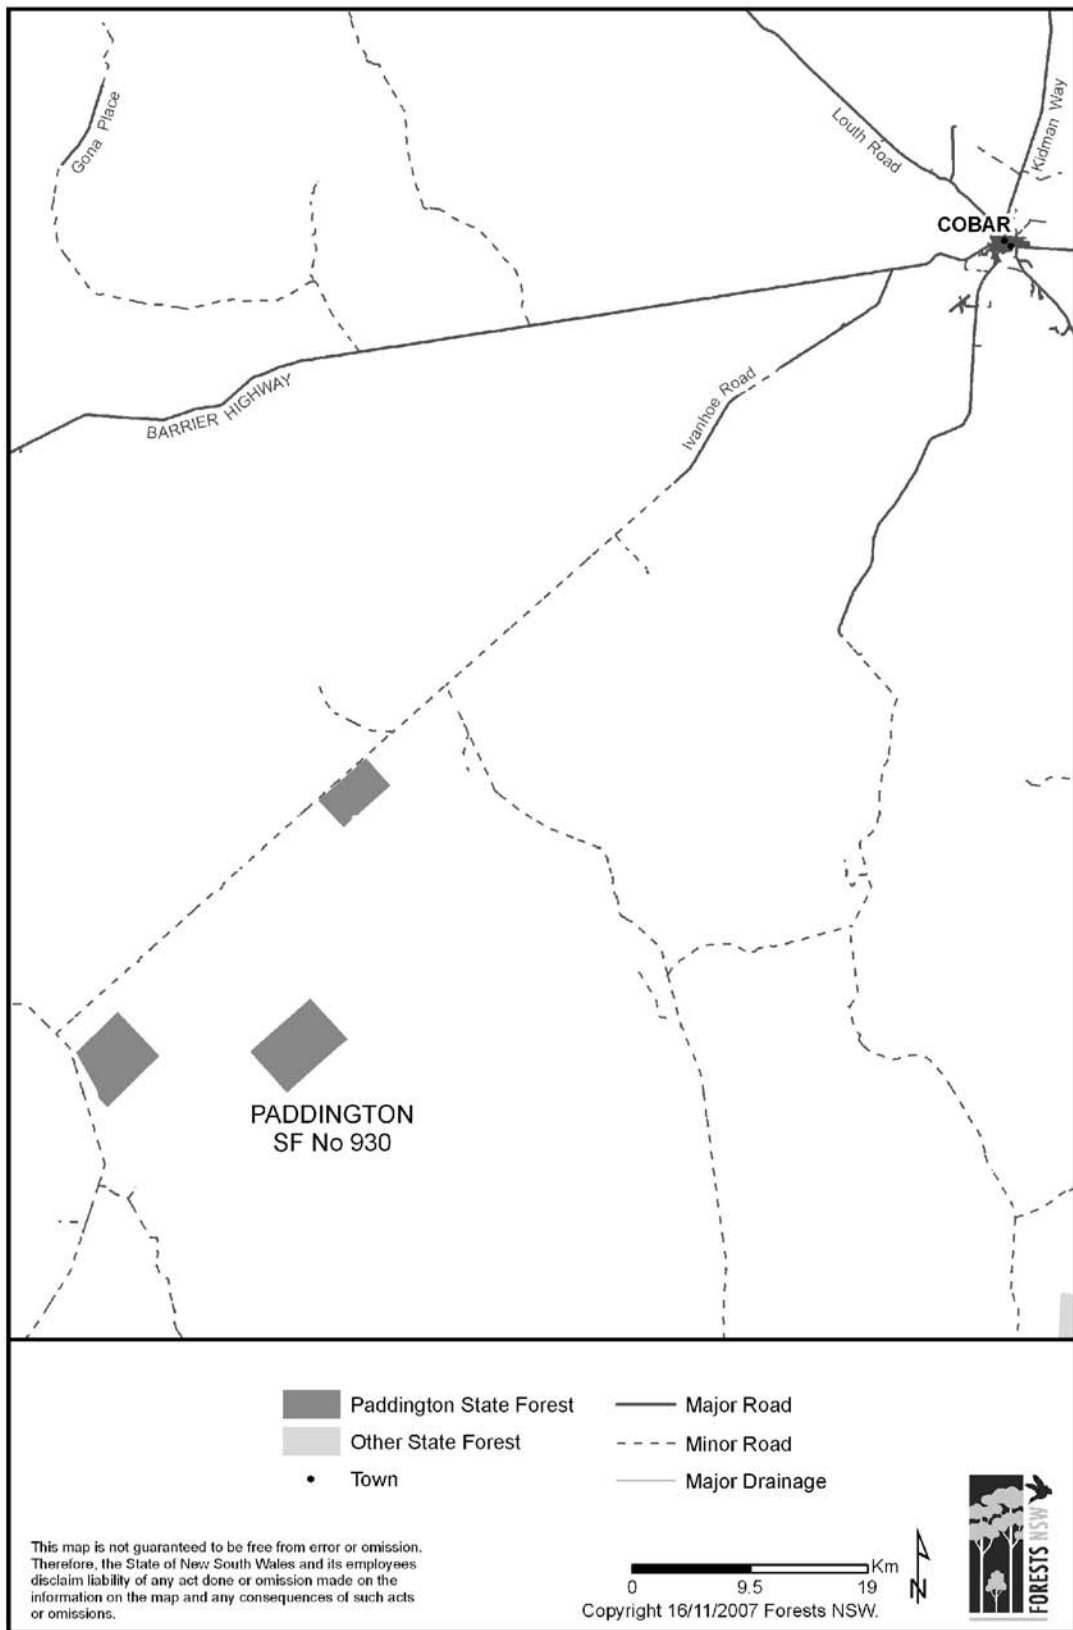 Gona Place
Louth Road
Kidman Way
COBAR
BARRIER HIGHWAY
Ivanhoe Road
PADDINGTON
SF No 930
Paddington State Forest
Other State Forest
Town
Major Road
Minor Road
Major Drainage
This map is not guaranteed to be free from error or omission.
Therefore, the State of New South Wales and its employees
disclaim liability of any act done or omission made on the
information on the map and any consequences of such acts
or omissions.
Km
0 9.5 19
N
Copyright 16/11/2007 Forests NSW.
FORESTS NSW